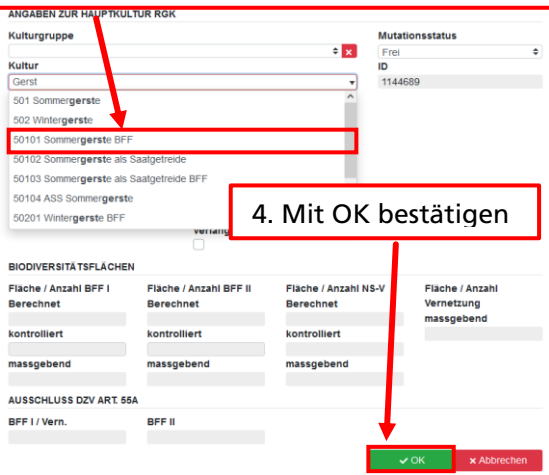 ANGABEN ZUR HAUPTKULTUR RGK
Kulturgruppe
Mutationsstatus
Frei
Kultur
ID
Gerst
1144689
501 Sommergerste
502 Wintergerste
50101 Sommergerste BFF
50102 Sommergerste als Saatgetreide
50103 Sommergerste als Saatgetreide BFF
50104 ASS Sommergerste
50201 Wintergerste BFF
4. Mit OK bestätigen
BIODIVERSITÄTSFLÄCHEN
Fläche / Anzahl BFF I
Fläche / Anzahl BFF II
Fläche / Anzahl NS-V
Fläche / Anzahl
Berechnet
Berechnet
Berechnet
Vernetzung
massgebend
kontrolliert
kontrolliert
kontrolliert
massgebend
massgebend
massgebend
AUSSCHLUSS DZV ART. 55A
BFF I / Vern.
BFF II
OK
Abbrechen